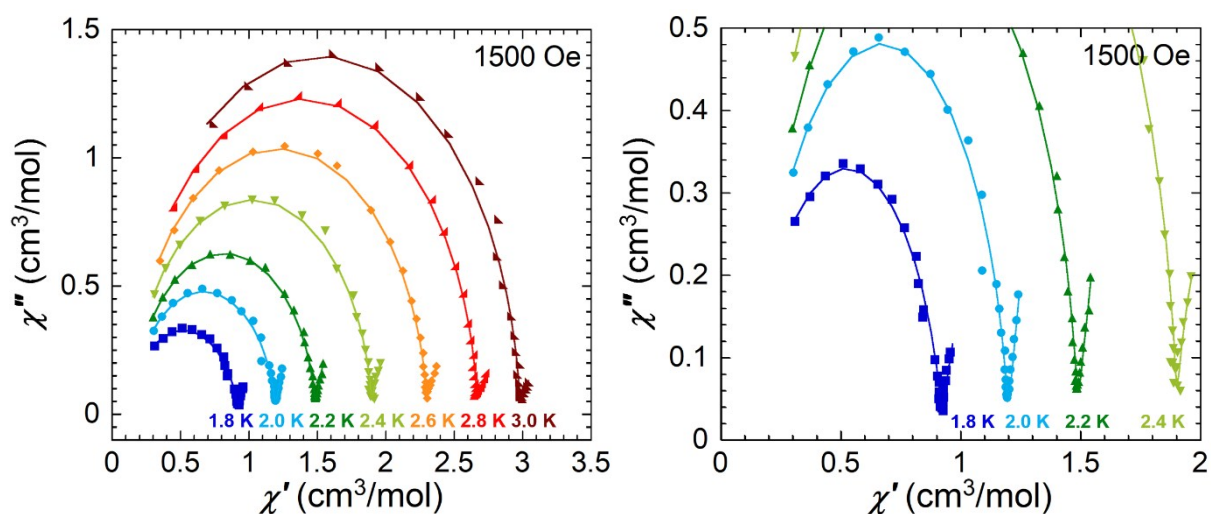 1500 Oe
χ″ (cm³/mol)
1.5
1
0.5
0
1.8 K 2.0 K 2.2 K 2.4 K 2.6 K 2.8 K 3.0 K
0 0.5 1 1.5 2 2.5 3 3.5
χ′ (cm³/mol)
1500 Oe
χ″ (cm³/mol)
0.5
0.4
0.3
0.2
0.1
0
1.8 K 2.0 K 2.2 K 2.4 K
0 0.5 1 1.5 2
χ′ (cm³/mol)